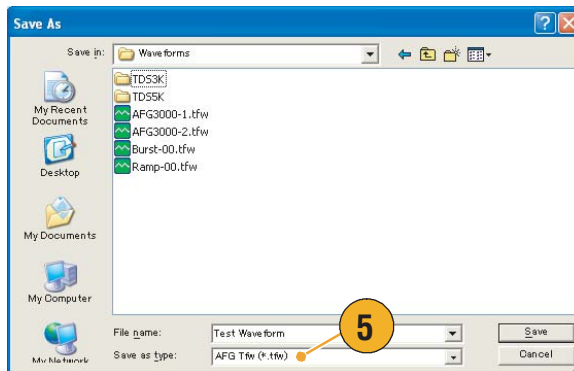 Save As
Save in:
Waveforms
TDS3K
TDS5K
AFG3000-1.tfw
AFG3000-2.tfw
Burst-00.tfw
Ramp-00.tfw
My Recent
Documents
Desktop
My Documents
My Computer
My Network
File name:
Test Waveform
Save
Save as type:
AFG Tfw (*.tfw)
Cancel
5